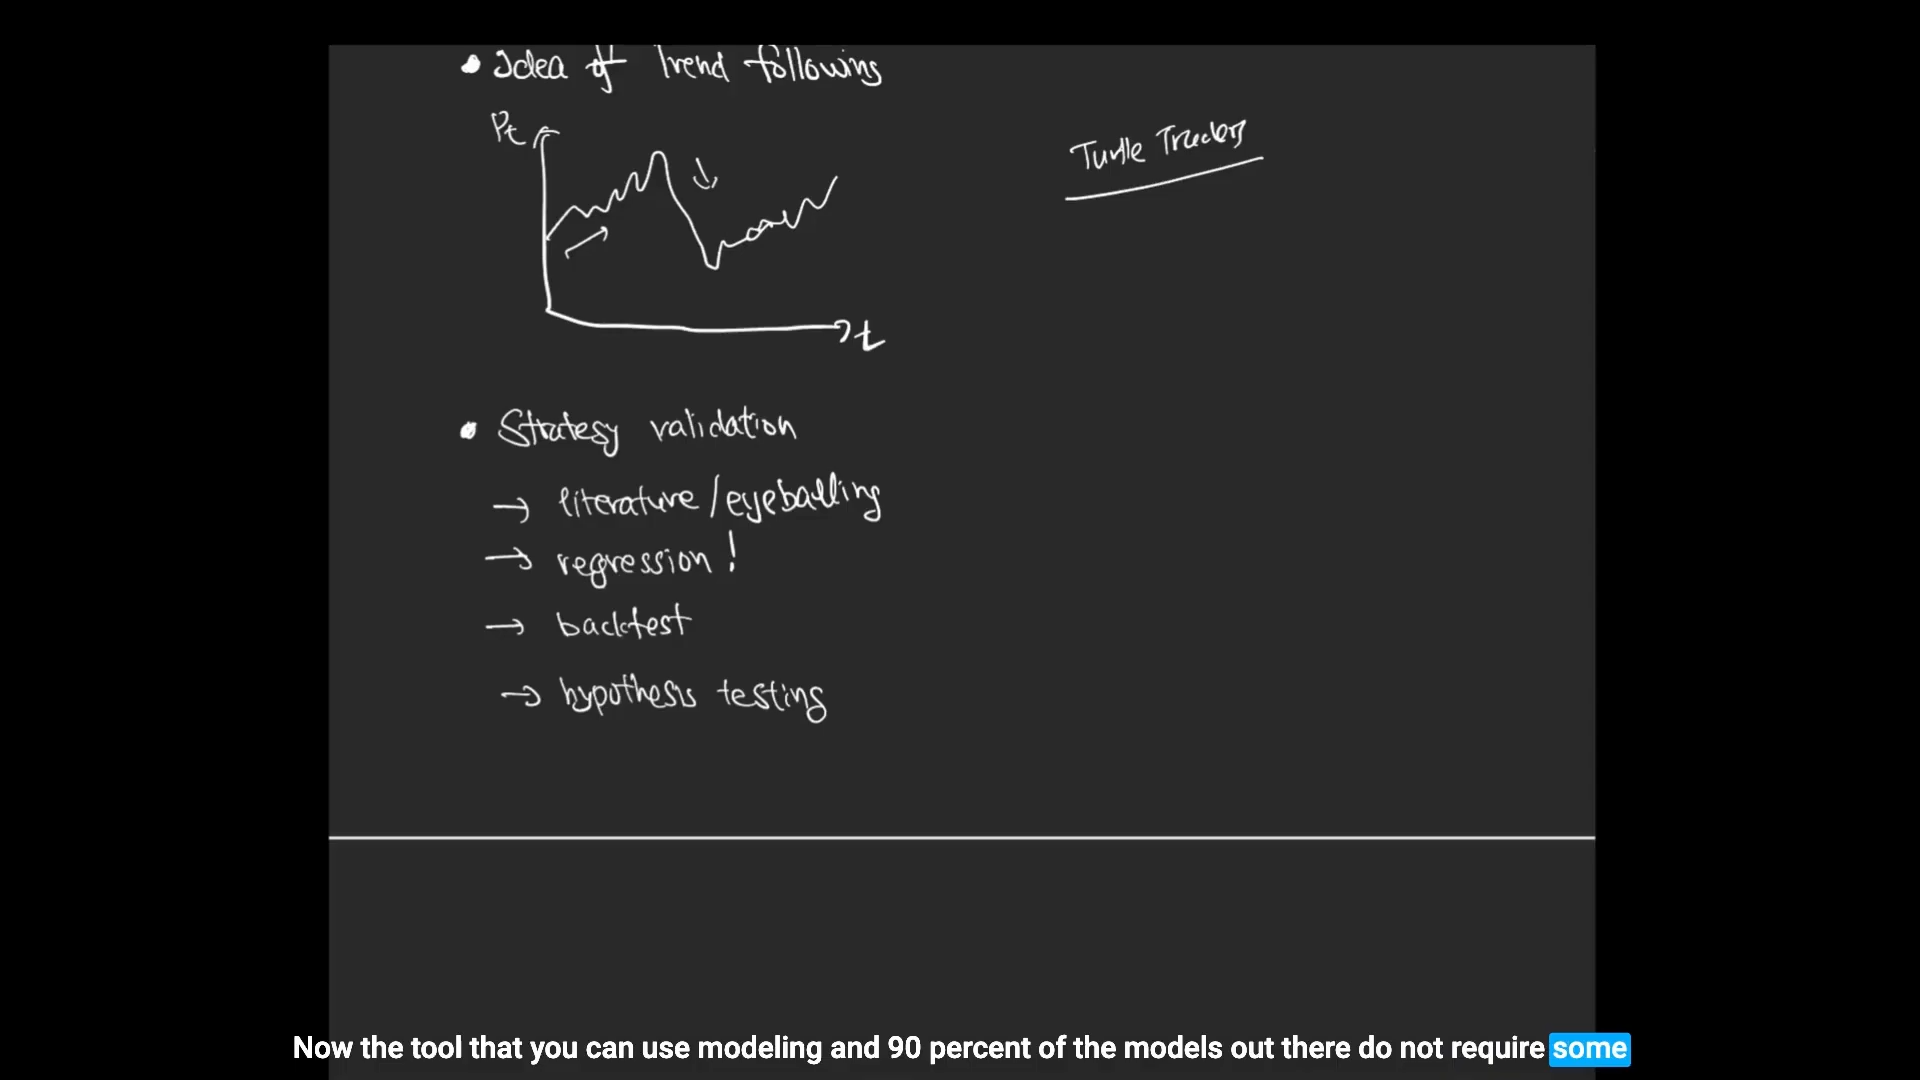 • Idea of Trend following
Pt
Turtle Traders
t
• Strategy validation
→ literature/eyeballing
→ regression!
→ backtest
→ hypothesis testing
Now the tool that you can use modeling and 90 percent of the models out there do not require some